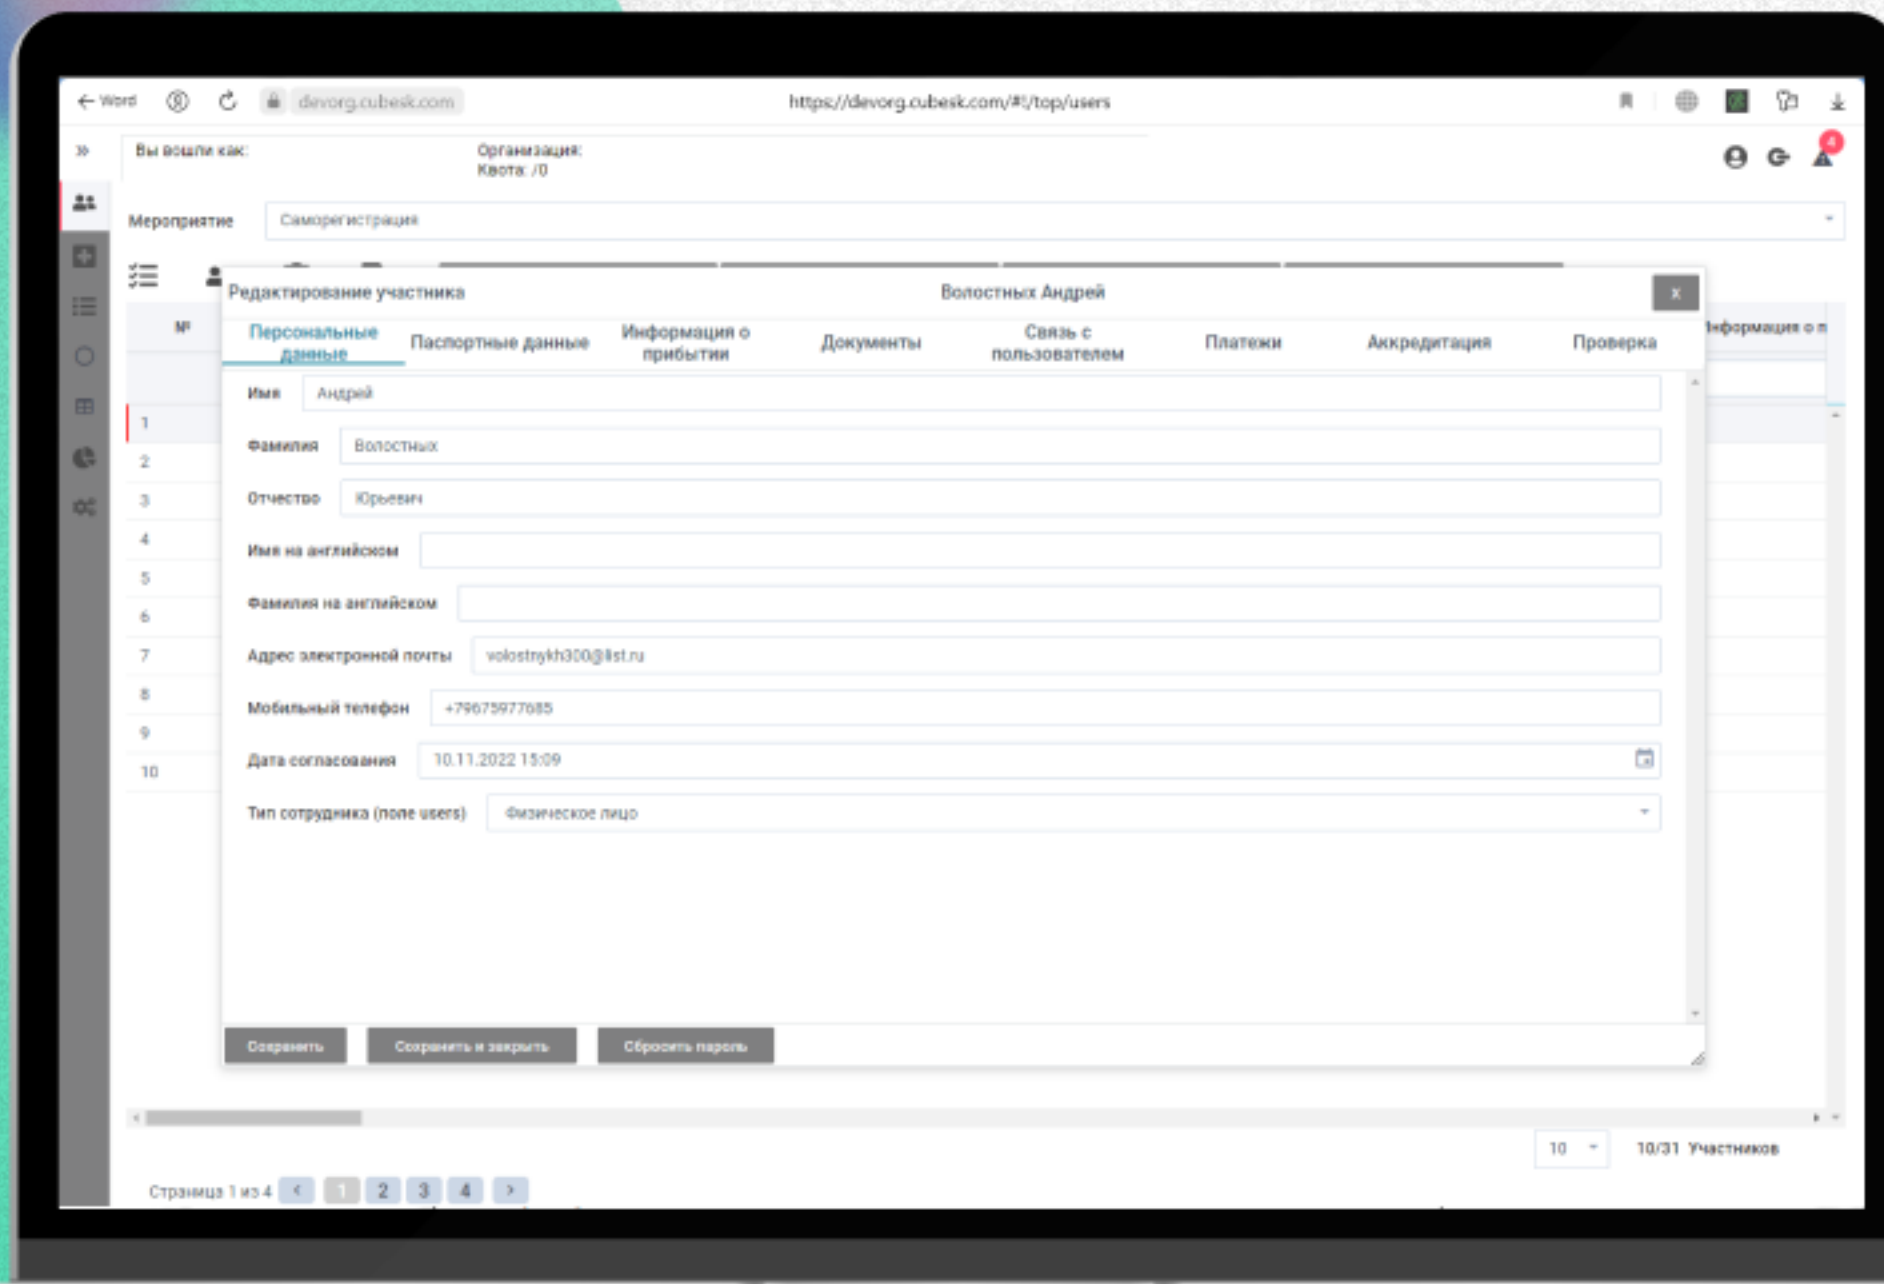 Word
devorg.cubesk.com
https://devorg.cubesk.com/#!/top/users
Вы вошли как:
Организация:
Квота: /0
4
Мероприятие
Саморегистрация
Редактирование участника
Волостных Андрей
x
№
Персональные данные
Паспортные данные
Информация о прибытии
Документы
Связь с пользователем
Платежи
Аккредитация
Проверка
Информация о п
Имя
Андрей
1
Фамилия
Волостных
2
Отчество
Юрьевич
3
Имя на английском
4
Фамилия на английском
5
6
Адрес электронной почты
volostnykh300@list.ru
7
Мобильный телефон
+79675977685
8
9
Дата согласования
10.11.2022 15:09
10
Тип сотрудника (поле users)
Физическое лицо
Сохранить
Сохранить и закрыть
Сбросить пароль
10
10/31 Участников
Страница 1 из 4
< 1 2 3 4 >